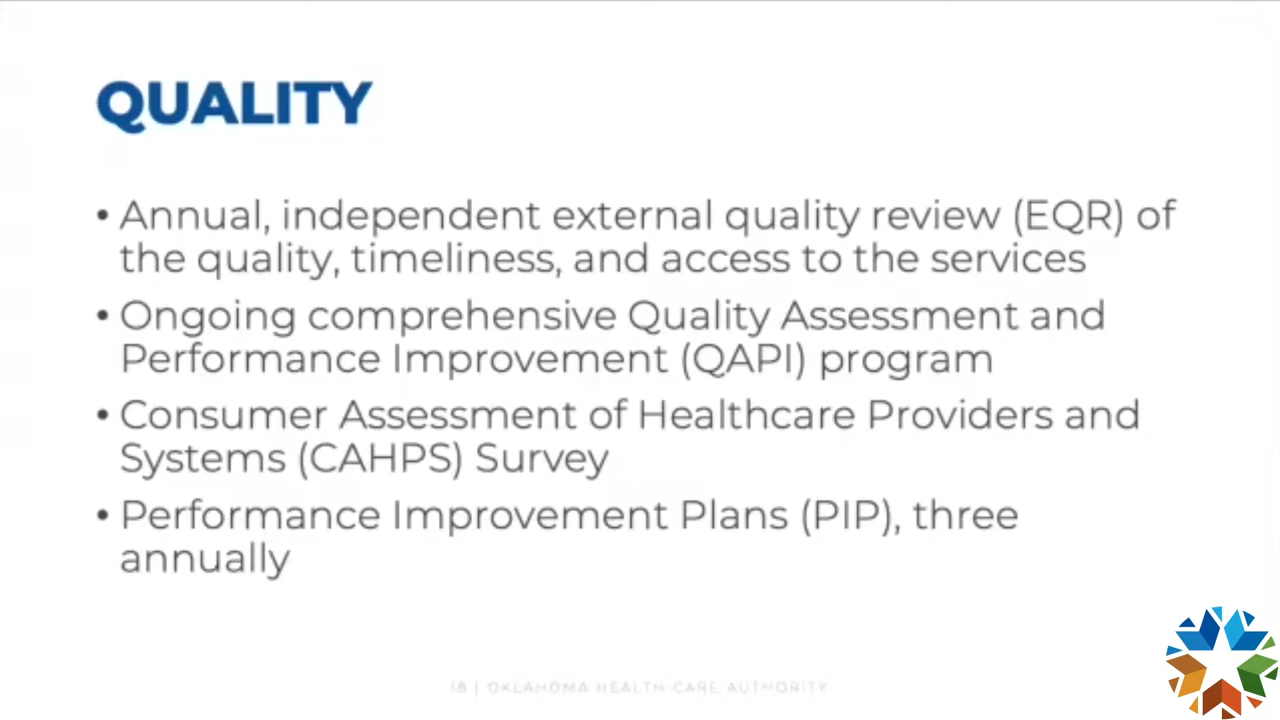 QUALITY
• Annual, independent external quality review (EQR) of
the quality, timeliness, and access to the services
• Ongoing comprehensive Quality Assessment and
Performance Improvement (QAPI) program
• Consumer Assessment of Healthcare Providers and
Systems (CAHPS) Survey
• Performance Improvement Plans (PIP), three
annually
18 | OKLAHOMA HEALTH CARE AUTHORITY